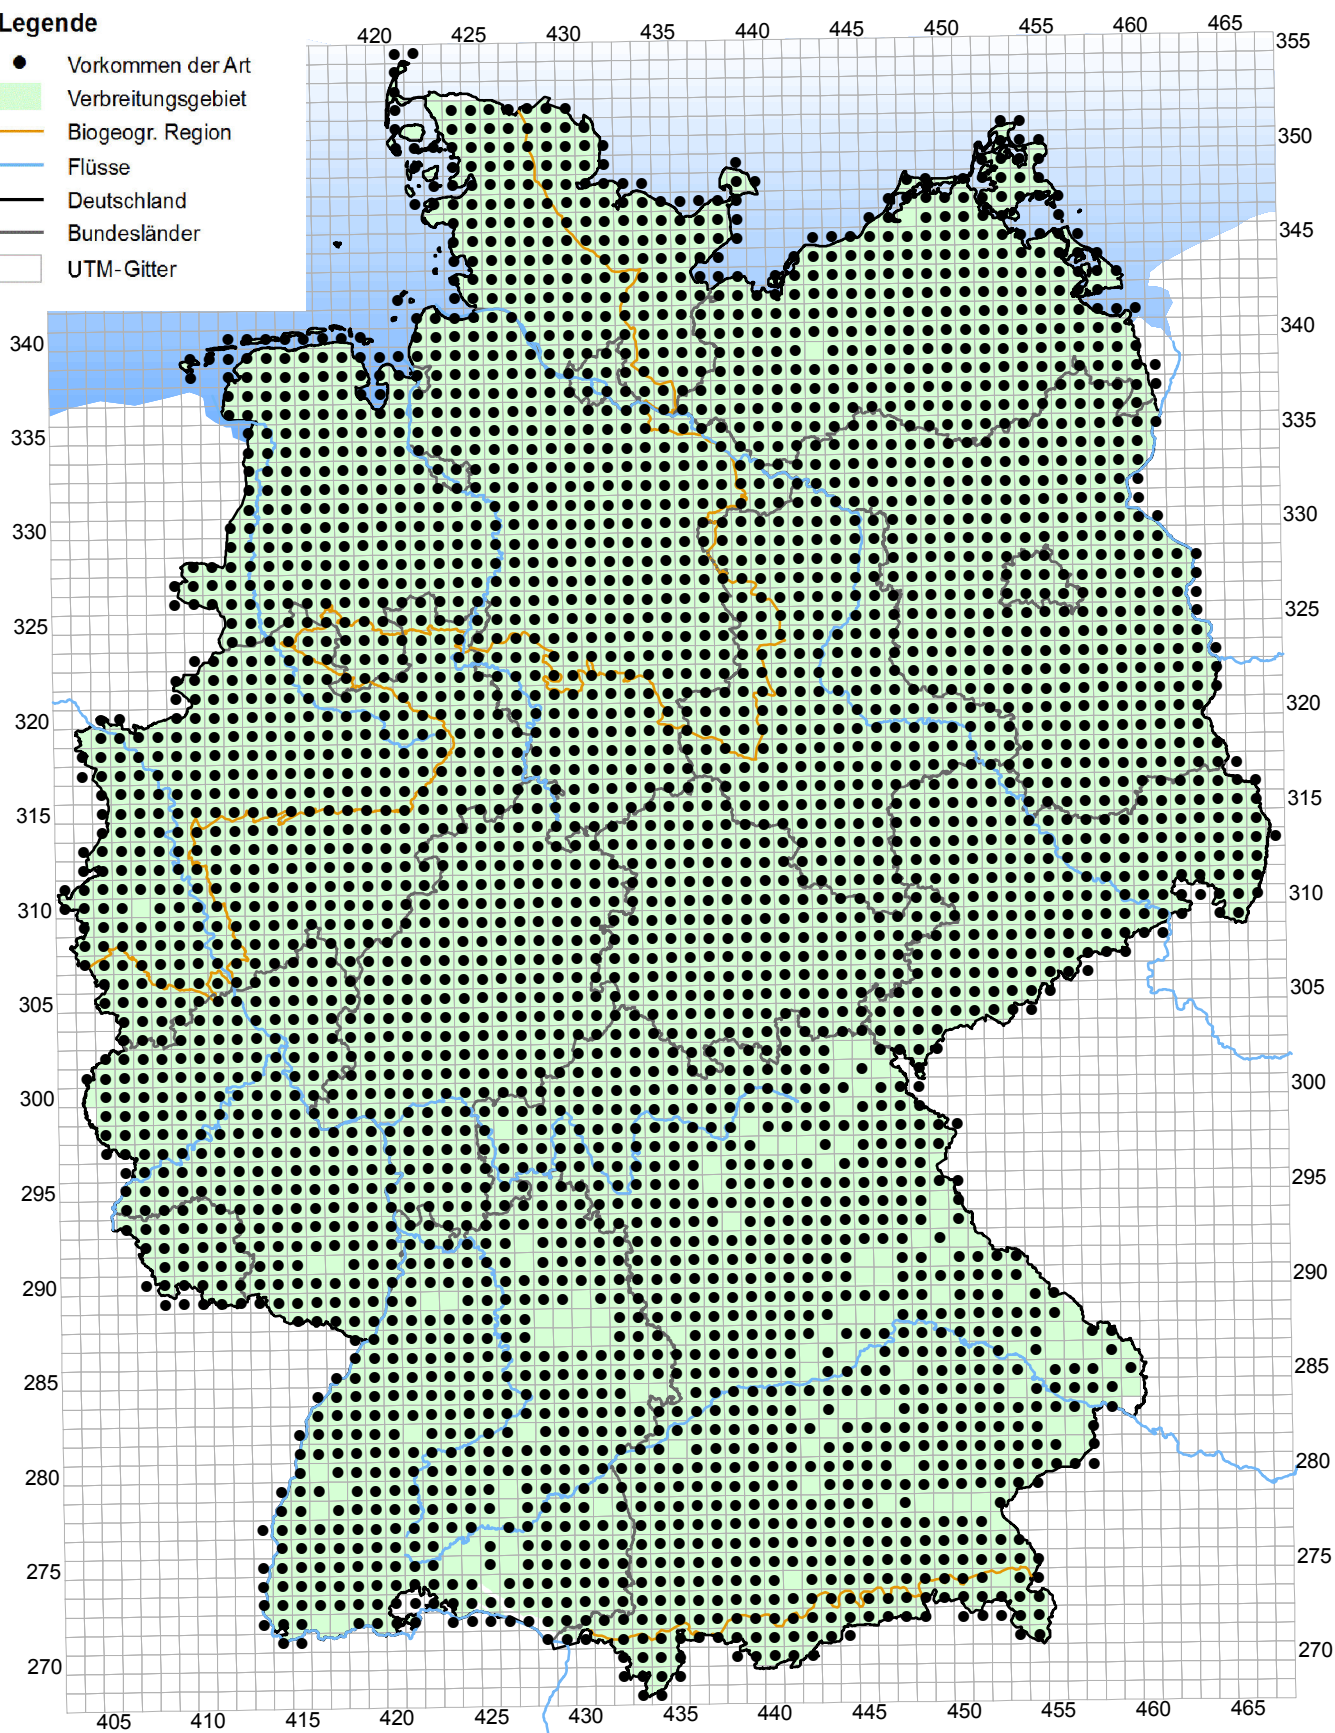 Legende
Vorkommen der Art
Verbreitungsgebiet
Biogeogr. Region
Flüsse
Deutschland
Bundesländer
UTM-Gitter
420 425 430 435 440 445 450 455 460 465
355
350
345
340 340
335 335
330 330
325 325
320 320
315 315
310 310
305 305
300 300
295 295
290 290
285 285
280 280
275 275
270 270
405 410 415 420 425 430 435 440 445 450 455 460 465